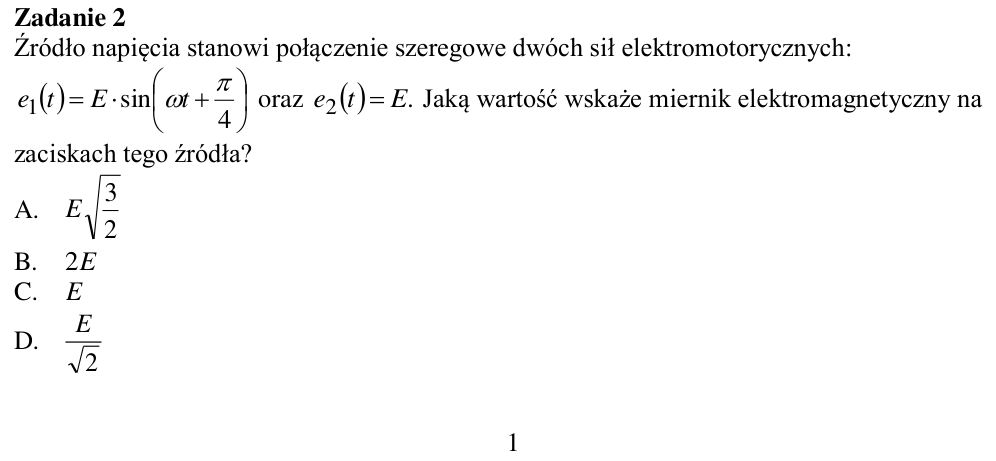 Zadanie 2
Źródło napięcia stanowi połączenie szeregowe dwóch sił elektromotorycznych:
e₁(t) = E · sin(ωt + π/4) oraz e₂(t) = E. Jaką wartość wskaże miernik elektromagnetyczny na
zaciskach tego źródła?
A. E√(3/2)
B. 2E
C. E
D. E/√2
1